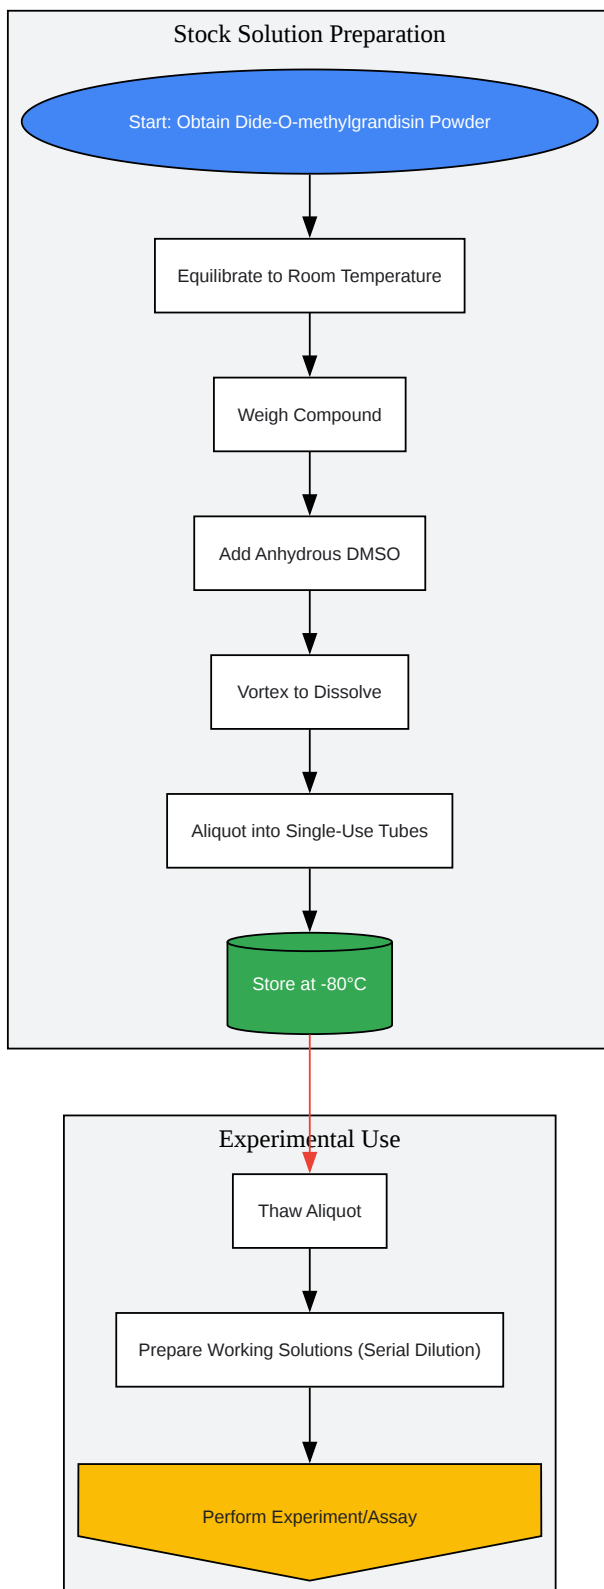 Stock Solution Preparation
Start: Obtain Dide-O-methylgrandisin Powder
Equilibrate to Room Temperature
Weigh Compound
Add Anhydrous DMSO
Vortex to Dissolve
Aliquot into Single-Use Tubes
Store at -80°C
Experimental Use
Thaw Aliquot
Prepare Working Solutions (Serial Dilution)
Perform Experiment/Assay